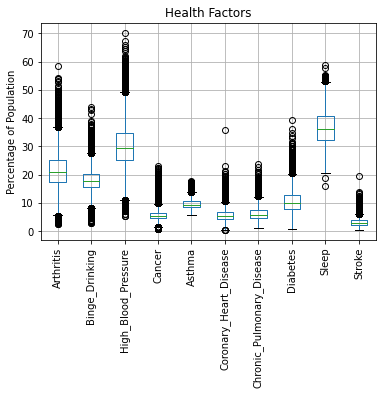 Health Factors
Percentage of Population
70
60
50
40
30
20
10
0
Arthritis
Binge_Drinking
High_Blood_Pressure
Cancer
Asthma
Coronary_Heart_Disease
Chronic_Pulmonary_Disease
Diabetes
Sleep
Stroke